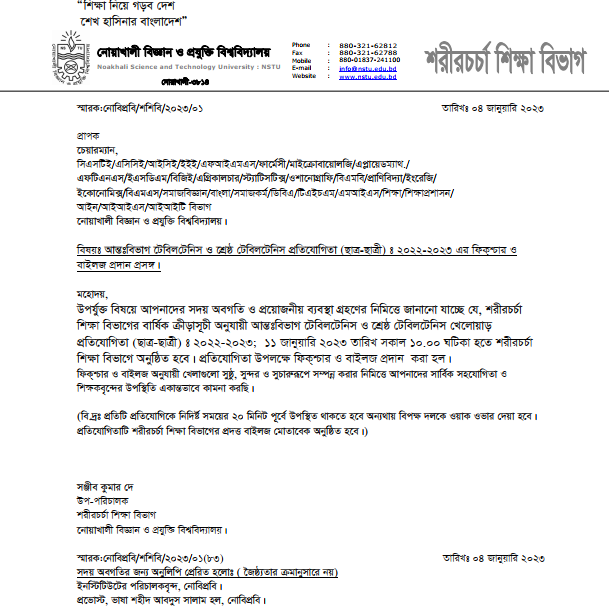 “শিক্ষা নিয়ে গড়ব দেশ
শেখ হাসিনার বাংলাদেশ”
নোয়াখালী বিজ্ঞান ও প্রযুক্তি বিশ্ববিদ্যালয়
Noakhali Science and Technology University : NSTU
নোয়াখালী-৩৮১৪
Phone : 880-321-62812
Fax : 880-321-62788
Mobile : 880-01837-241100
E-mail : info@nstu.edu.bd
Website : www.nstu.edu.bd
শরীরচর্চা শিক্ষা বিভাগ
স্মারক:নোবিপ্রবি/শশিবি/২০২৩/০১ তারিখঃ ০৪ জানুয়ারি ২০২৩
প্রাপক
চেয়ারম্যান,
সিএসটিই/এসিসিই/আইসিই/ইইই/এফআইএমএস/ফার্মেসী/মাইক্রোবায়োলজি/এপ্লায়েডম্যাথ./
এফটিএনএস/ইএসডিএম/বিজিই/এগ্রিকালচার/স্ট্যাটিসটিক্স/ওশানোগ্রাফি/বিএমবি/প্রাণিবিদ্যা/ইংরেজি/
ইকোনোমিক্স/বিএমএস/সমাজবিজ্ঞান/বাংলা/সমাজকর্ম/ডিবিএ/টিএইচএম/এমআইএস/শিক্ষা/শিক্ষাপ্রশাসন/
আইন/আইআইএস/আইআইটি বিভাগ
নোয়াখালী বিজ্ঞান ও প্রযুক্তি বিশ্ববিদ্যালয়।
বিষয়ঃ আন্তঃবিভাগ টেবিলটেনিস ও শ্রেষ্ঠ টেবিলটেনিস প্রতিযোগিতা (ছাত্র-ছাত্রী) ঃ ২০২২-২০২৩ এর ফিক্শ্চার ও
বাইলজ প্রদান প্রসঙ্গ।
মহোদয়,
উপর্যুক্ত বিষয়ে আপনাদের সদয় অবগতি ও প্রয়োজনীয় ব্যবস্থা গ্রহণের নিমিত্তে জানানো যাচ্ছে যে, শরীরচর্চা
শিক্ষা বিভাগের বার্ষিক ক্রীড়াসূচী অনুযায়ী আন্তঃবিভাগ টেবিলটেনিস ও শ্রেষ্ঠ টেবিলটেনিস খেলোয়াড়
প্রতিযোগিতা (ছাত্র-ছাত্রী) ঃ ২০২২-২০২৩; ১১ জানুয়ারি ২০২৩ তারিখ সকাল ১০.০০ ঘটিকা হতে শরীরচর্চা
শিক্ষা বিভাগে অনুষ্ঠিত হবে। প্রতিযোগিতা উপলক্ষে ফিক্শ্চার ও বাইলজ প্রদান করা হল।
ফিক্শ্চার ও বাইলজ অনুযায়ী খেলাগুলো সুষ্ঠু, সুন্দর ও সুচারুরূপে সম্পন্ন করার নিমিত্তে আপনাদের সার্বিক সহযোগিতা ও
শিক্ষকবৃন্দের উপস্থিতি একান্তভাবে কামনা করছি।
(বি.দ্রঃ প্রতিটি প্রতিযোগিকে নির্দিষ্ট সময়ের ২০ মিনিট পূর্বে উপস্থিত থাকতে হবে অন্যথায় বিপক্ষ দলকে ওয়াক ওভার দেয়া হবে।
প্রতিযোগিতাটি শরীরচর্চা শিক্ষা বিভাগের প্রদত্ত বাইলজ মোতাবেক অনুষ্ঠিত হবে।)
সঞ্জীব কুমার দে
উপ-পরিচালক
শরীরচর্চা শিক্ষা বিভাগ
নোয়াখালী বিজ্ঞান ও প্রযুক্তি বিশ্ববিদ্যালয়।
স্মারক:নোবিপ্রবি/শশিবি/২০২৩/০১(৮৩) তারিখঃ ০৪ জানুয়ারি ২০২৩
সদয় অবগতির জন্য অনুলিপি প্রেরিত হলোঃ ( জৈষ্ঠ্যতার ক্রমানুসারে নয়)
ইনস্টিটিউটের পরিচালকবৃন্দ, নোবিপ্রবি।
প্রভোস্ট, ভাষা শহীদ আবদুস সালাম হল, নোবিপ্রবি।